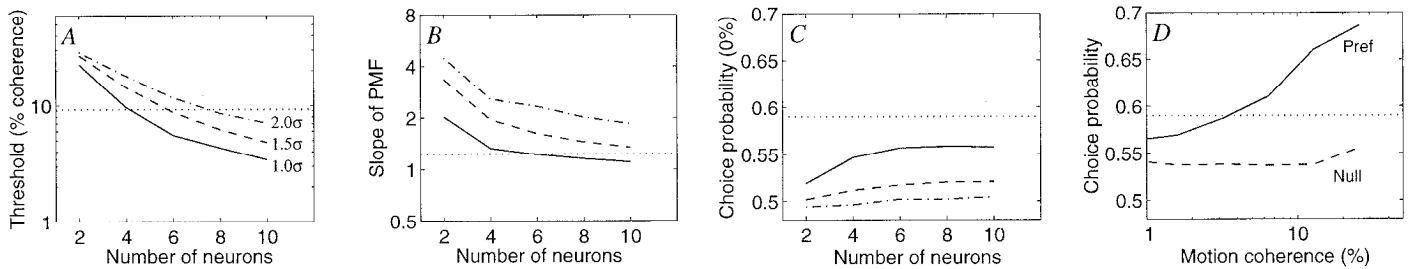 A
Threshold (% coherence)
10
1
2.0σ
1.5σ
1.0σ
2 4 6 8 10
Number of neurons
B
Slope of PMF
8
4
2
1
0.5
2 4 6 8 10
Number of neurons
C
Choice probability (0%)
0.7
0.65
0.6
0.55
0.5
2 4 6 8 10
Number of neurons
D
Choice probability
0.7
0.65
0.6
0.55
0.5
Pref
Null
1 10
Motion coherence (%)